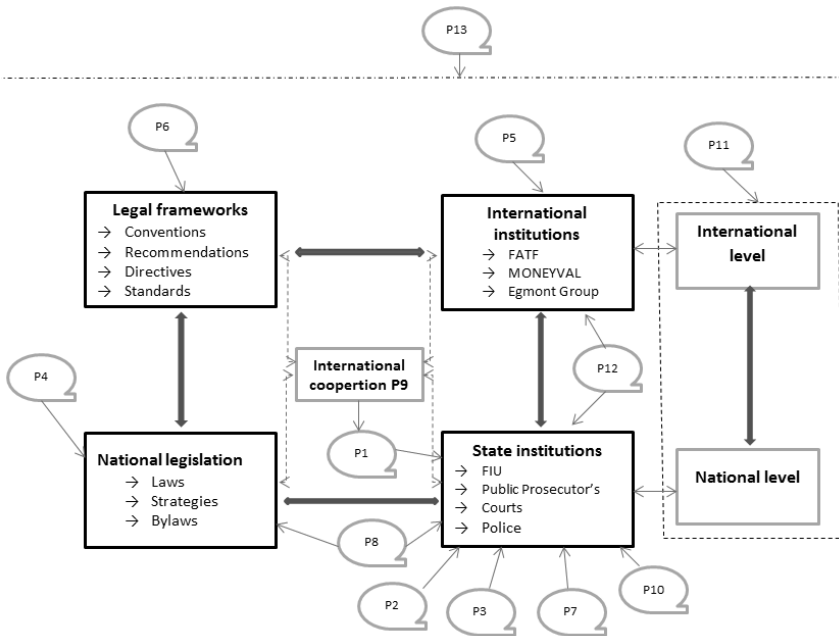 P13
P6
P5
P11
Legal frameworks
→ Conventions
→ Recommendations
→ Directives
→ Standards
International
institutions
→ FATF
→ MONEYVAL
→ Egmont Group
International
level
P4
International
coopertion P9
P12
P1
National legislation
→ Laws
→ Strategies
→ Bylaws
State institutions
→ FIU
→ Public Prosecutor's
→ Courts
→ Police
National level
P8
P2
P3
P7
P10